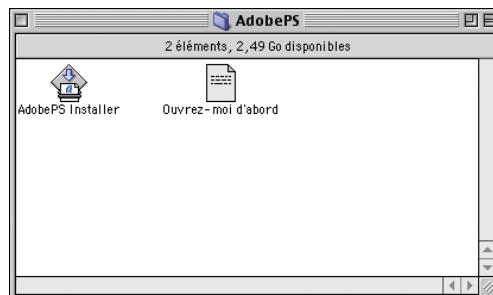 AdobePS
2 éléments, 2,49 Go disponibles
AdobePS Installer
Ouvrez-moi d'abord